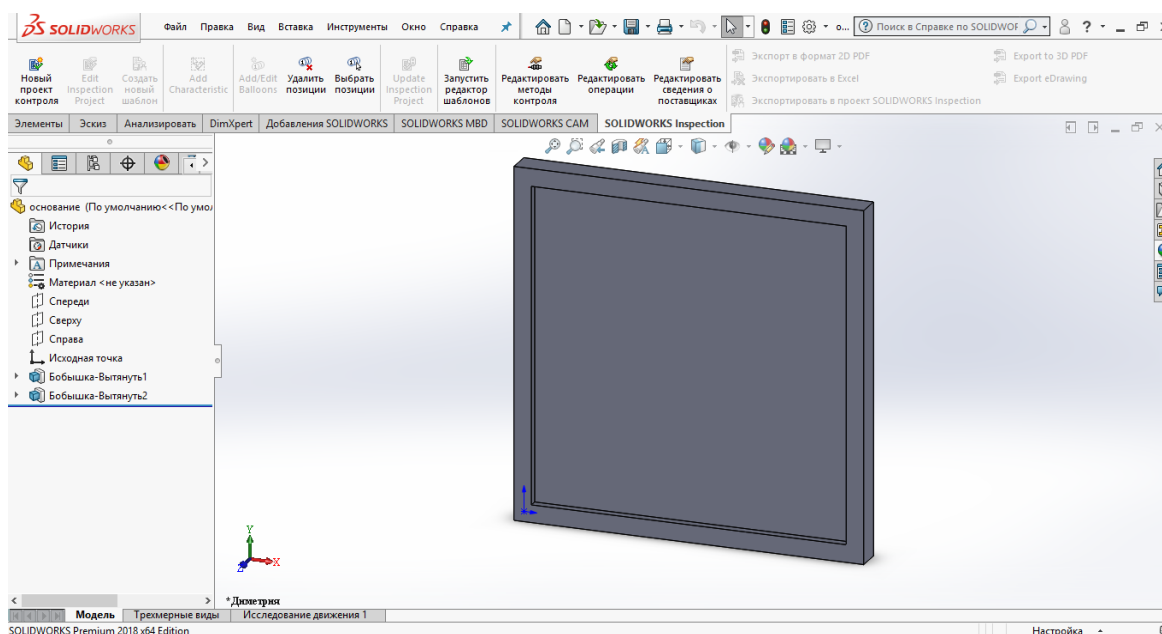 SOLIDWORKS Файл Правка Вид Вставка Инструменты Окно Справка о... Поиск в Справке по SOLIDWOF ?
Новый проект контроля
Edit Inspection Project
Создать новый шаблон
Add Characteristic
Add/Edit Balloons
Удалить позиции
Выбрать позиции
Update Inspection Project
Запустить редактор шаблонов
Редактировать методы контроля
Редактировать операции
Редактировать сведения о поставщиках
Экспорт в формат 2D PDF
Экспортировать в Excel
Экспортировать в проект SOLIDWORKS Inspection
Export to 3D PDF
Export eDrawing
Элементы Эскиз Анализировать DimXpert Добавления SOLIDWORKS SOLIDWORKS MBD SOLIDWORKS CAM SOLIDWORKS Inspection
основание (По умолчанию<<По умол
История
Датчики
Примечания
Материал <не указан>
Спереди
Сверху
Справа
Исходная точка
Бобышка-Вытянуть1
Бобышка-Вытянуть2
Y
X
Z
*Диметрия
Модель Трехмерные виды Исследование движения 1
SOLIDWORKS Premium 2018 x64 Edition Настройка